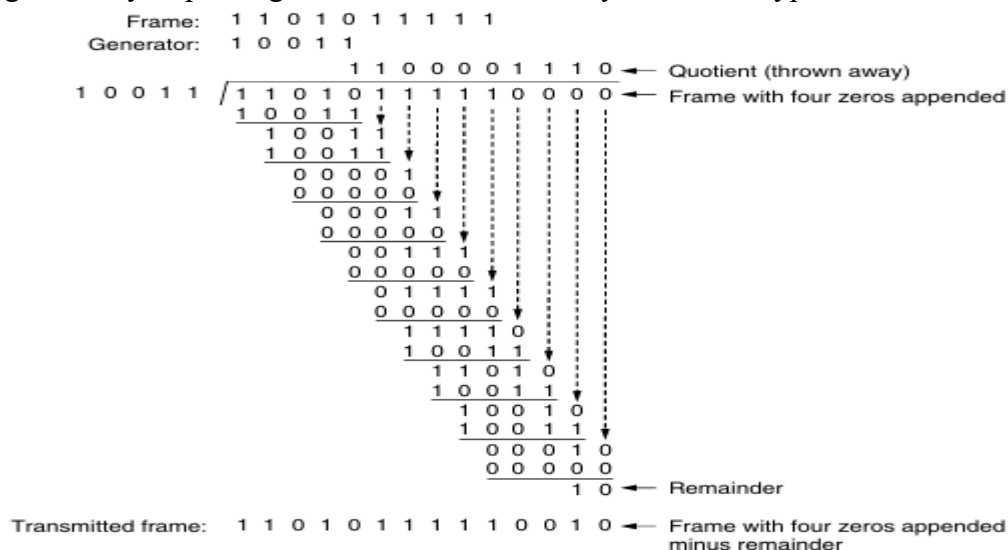 Frame: 1 1 0 1 0 1 1 1 1 1
Generator: 1 0 0 1 1
1 1 0 0 0 0 1 1 1 0 Quotient (thrown away)
1 0 0 1 1 1 1 0 1 0 1 1 1 1 1 0 0 0 0 Frame with four zeros appended
1 0 0 1 1
1 0 0 1 1
1 0 0 1 1
0 0 0 0 1
0 0 0 0 0
0 0 0 1 1
0 0 0 0 0
0 0 1 1 1
0 0 0 0 0
0 1 1 1 1
0 0 0 0 0
1 1 1 1 0
1 0 0 1 1
1 1 0 1 0
1 0 0 1 1
1 0 0 1 0
1 0 0 1 1
0 0 0 1 0
0 0 0 0 0
1 0 Remainder
Transmitted frame: 1 1 0 1 0 1 1 1 1 1 0 0 1 0 Frame with four zeros appended
minus remainder